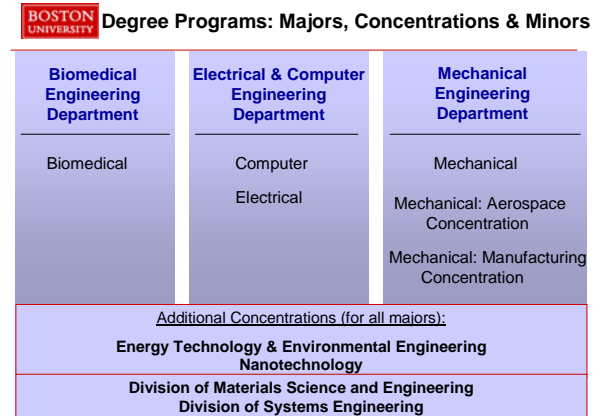 BOSTON
UNIVERSITY
Degree Programs: Majors, Concentrations & Minors
Biomedical
Engineering
Department
Biomedical
Electrical & Computer
Engineering
Department
Computer
Electrical
Mechanical
Engineering
Department
Mechanical
Mechanical: Aerospace
Concentration
Mechanical: Manufacturing
Concentration
Additional Concentrations (for all majors):
Energy Technology & Environmental Engineering
Nanotechnology
Division of Materials Science and Engineering
Division of Systems Engineering